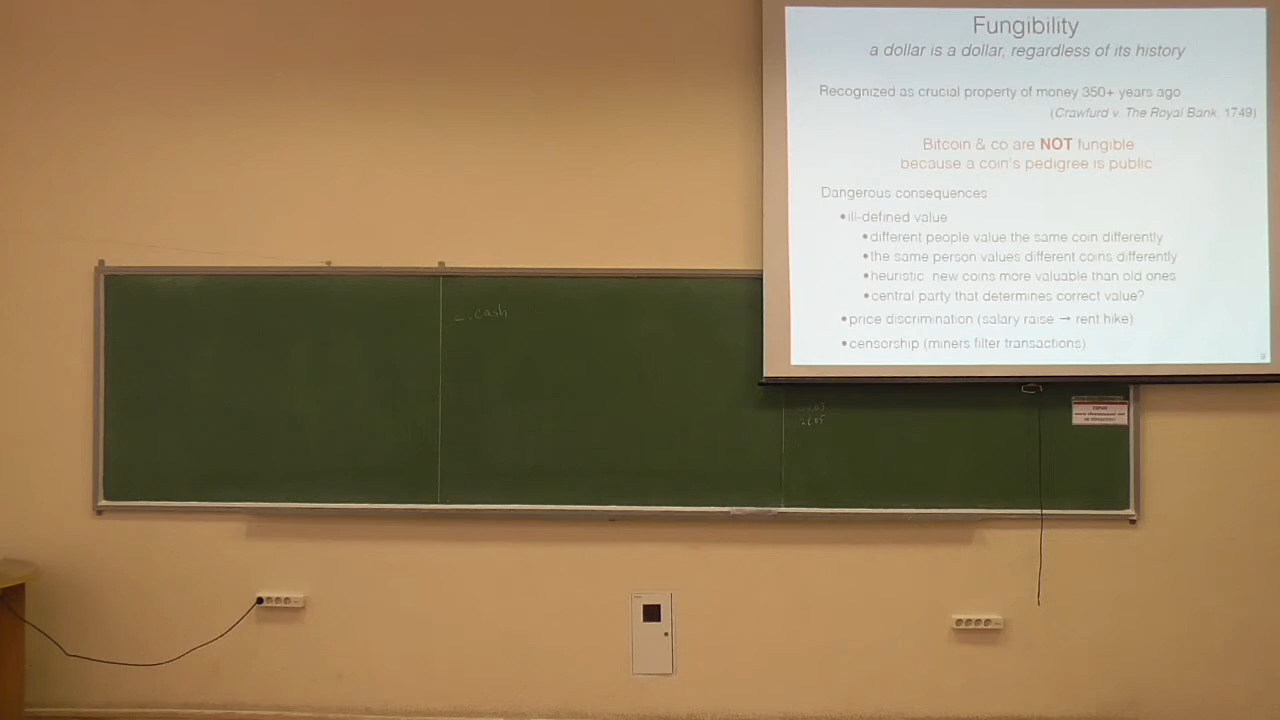 Fungibility
a dollar is a dollar, regardless of its history
Recognized as crucial property of money 350+ years ago
(Crawfurd v. The Royal Bank, 1749)
Bitcoin & co are NOT fungible
because a coin's pedigree is public
Dangerous consequences
•ill-defined value
•different people value the same coin differently
•the same person values different coins differently
•heuristic: new coins more valuable than old ones
•central party that determines correct value?
•price discrimination (salary raise → rent hike)
•censorship (miners filter transactions)
9
cash